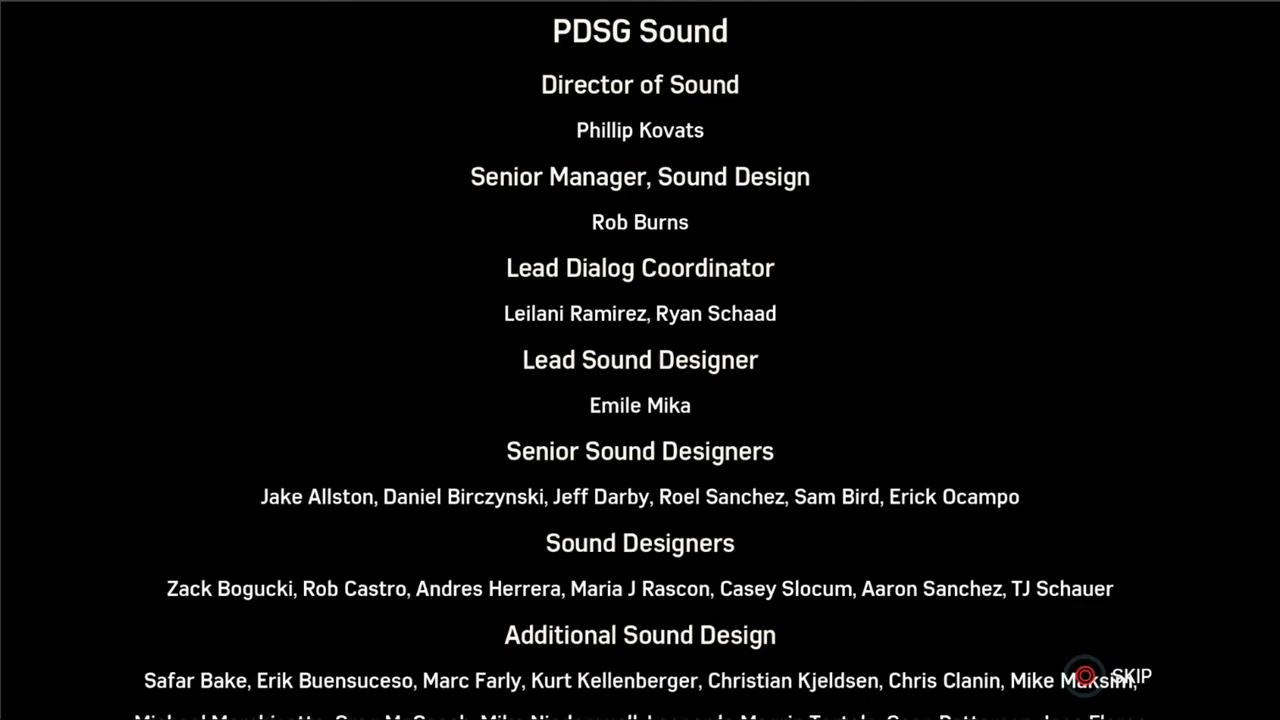 PDSG Sound
Director of Sound
Phillip Kovats
Senior Manager, Sound Design
Rob Burns
Lead Dialog Coordinator
Leilani Ramirez, Ryan Schaad
Lead Sound Designer
Emile Mika
Senior Sound Designers
Jake Allston, Daniel Birczynski, Jeff Darby, Roel Sanchez, Sam Bird, Erick Ocampo
Sound Designers
Zack Bogucki, Rob Castro, Andres Herrera, Maria J Rascon, Casey Slocum, Aaron Sanchez, TJ Schauer
Additional Sound Design
Safar Bake, Erik Buensuceso, Marc Farly, Kurt Kellenberger, Christian Kjeldsen, Chris Clanin, Mike Maksim,
SKIP